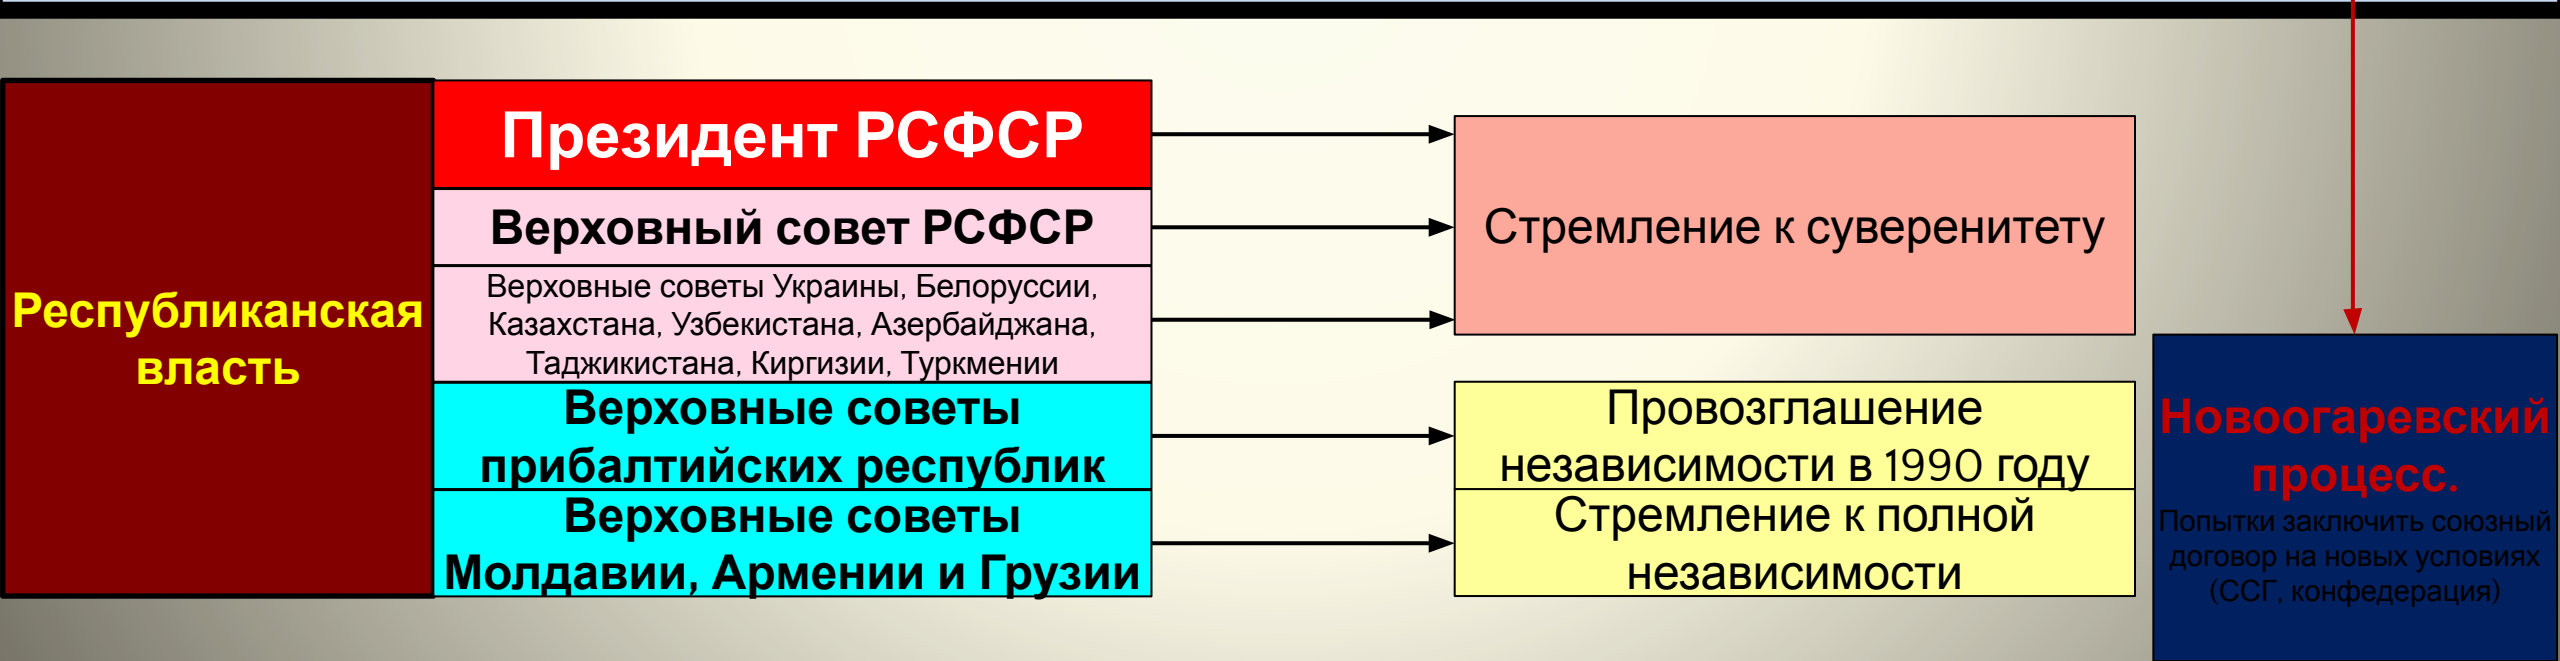 Республиканская
власть
Президент РСФСР
Верховный совет РСФСР
Верховные советы Украины, Белоруссии,
Казахстана, Узбекистана, Азербайджана,
Таджикистана, Киргизии, Туркмении
Верховные советы
прибалтийских республик
Верховные советы
Молдавии, Армении и Грузии
Стремление к суверенитету
Провозглашение
независимости в 1990 году
Стремление к полной
независимости
Новоогаревский
процесс.
Попытки заключить союзный
договор на новых условиях
(ССГ, конфедерация)